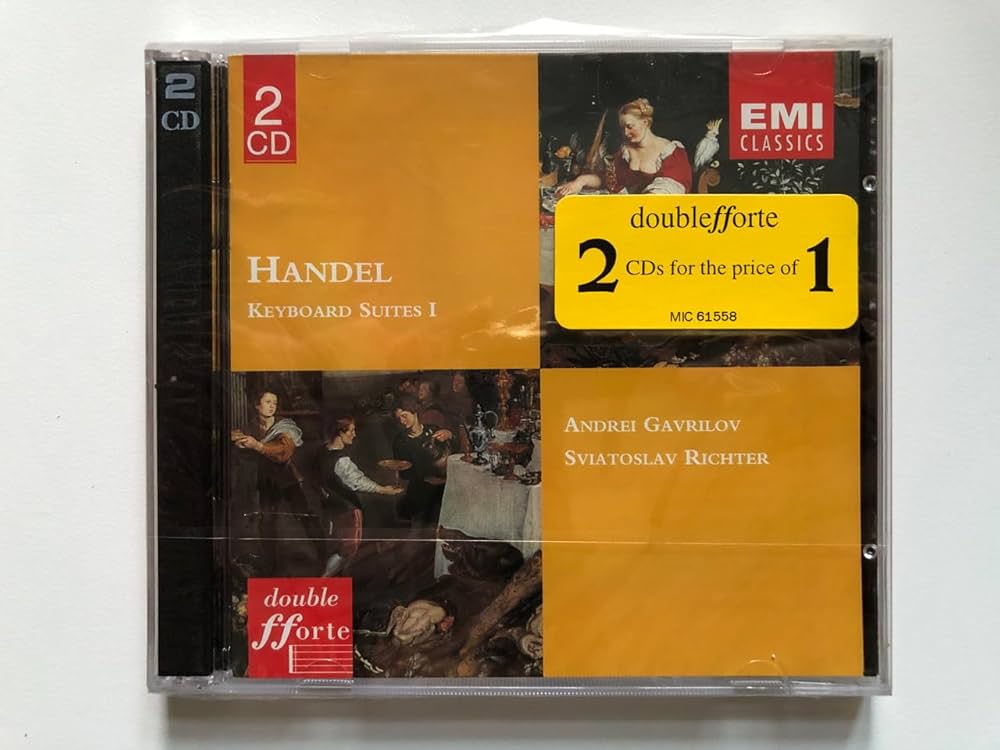 2
CD
2
CD
EMI
CLASSICS
doublefforte
2 CDs for the price of 1
MIC 61558
HANDEL
KEYBOARD SUITES I
ANDREI GAVRILOV
SVIATOSLAV RICHTER
double
fforte